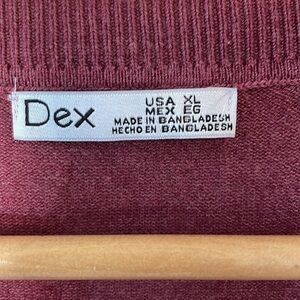 Dex
USA XL
MEX EG
MADE IN BANGLADESH
HECHO EN BANGLADESH